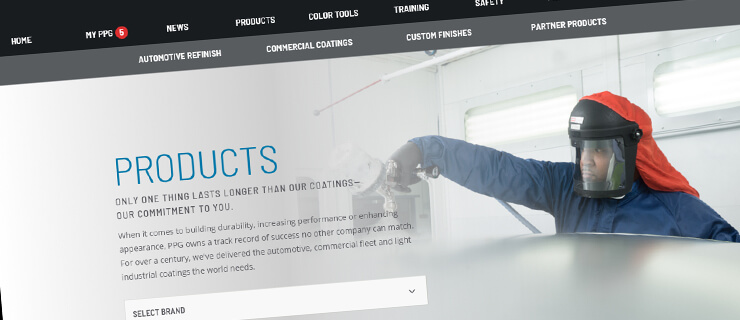 HOME
MY PPG 5
NEWS
PRODUCTS
COLOR TOOLS
TRAINING
SAFETY
AUTOMOTIVE REFINISH
COMMERCIAL COATINGS
CUSTOM FINISHES
PARTNER PRODUCTS
PRODUCTS
ONLY ONE THING LASTS LONGER THAN OUR COATINGS—
OUR COMMITMENT TO YOU.
When it comes to building durability, increasing performance or enhancing
appearance, PPG owns a track record of success no other company can match.
For over a century, we've delivered the automotive, commercial fleet and light
industrial coatings the world needs.
SELECT BRAND